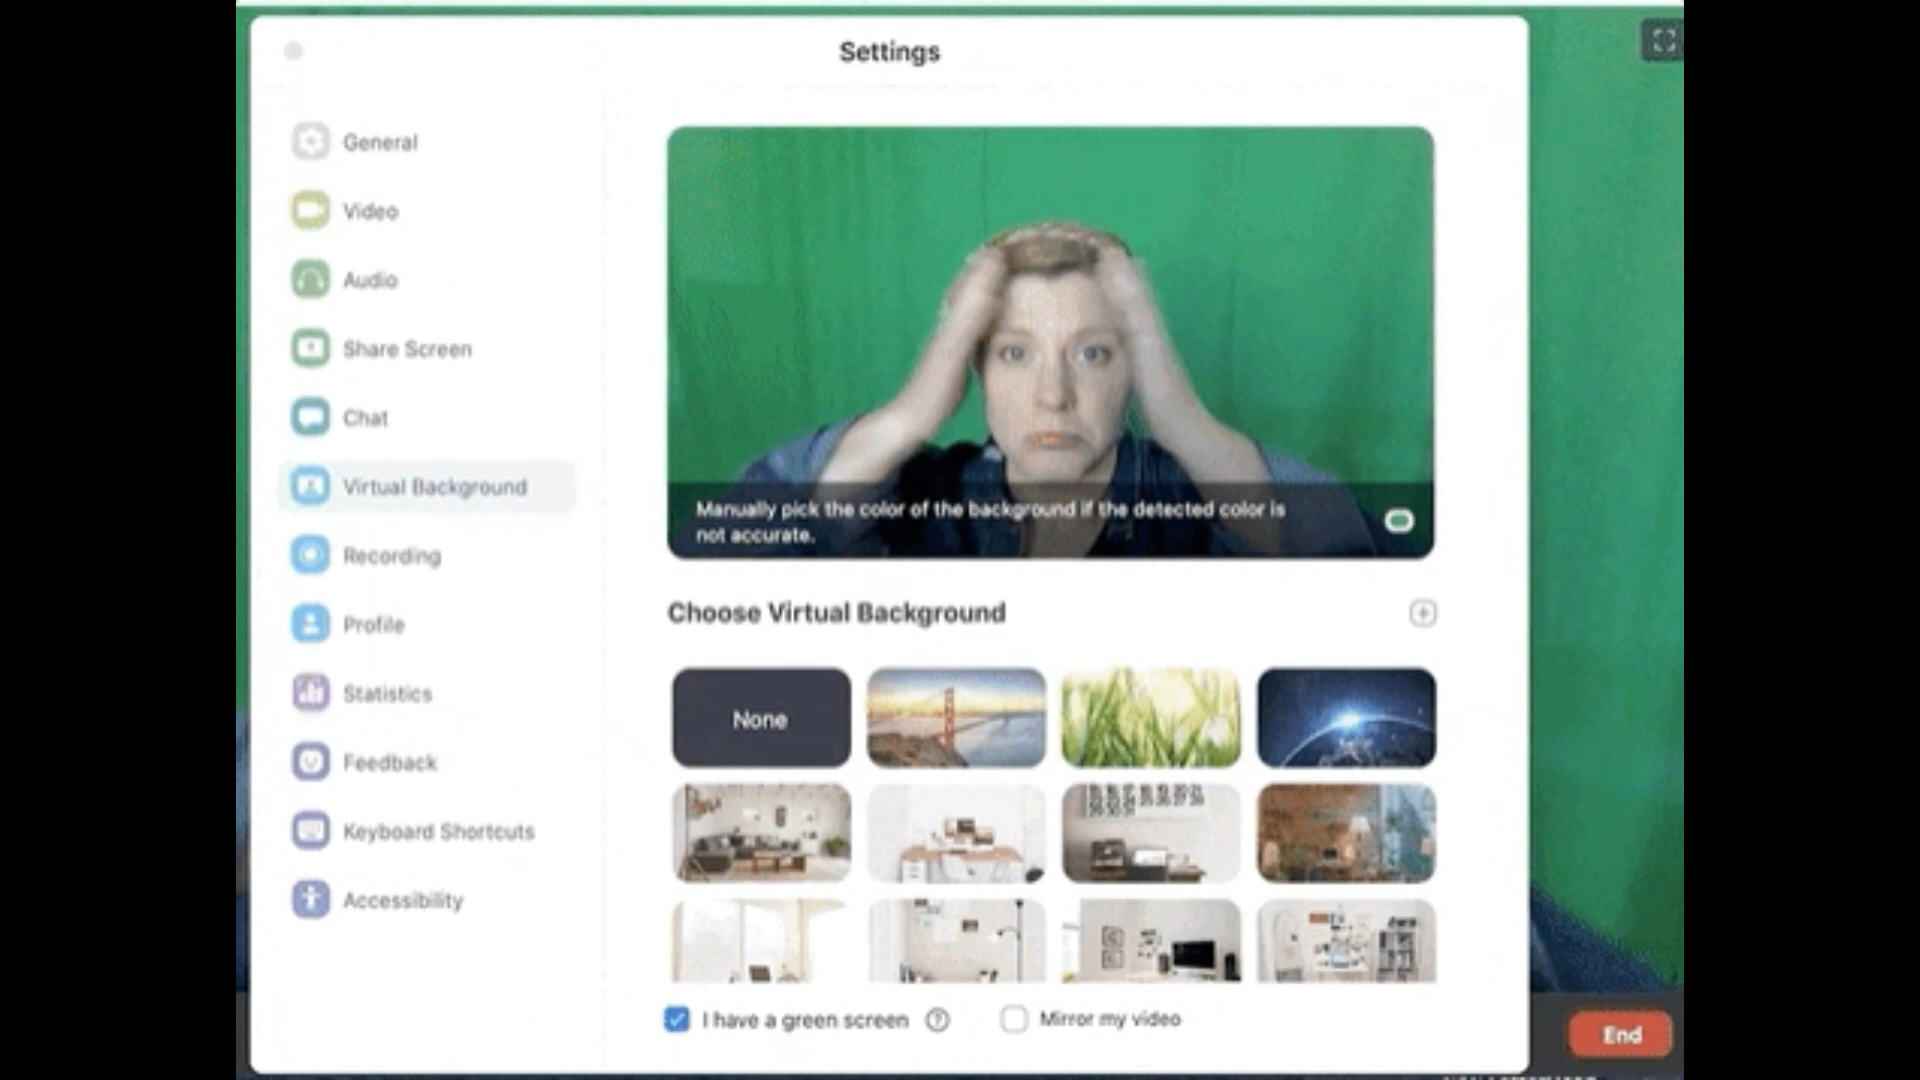 Settings
General
Video
Audio
Share Screen
Chat
Virtual Background
Recording
Profile
Statistics
Feedback
Keyboard Shortcuts
Accessibility
Manually pick the color of the background if the detected color is
not accurate.
Choose Virtual Background
None
I have a green screen
Mirror my video
End